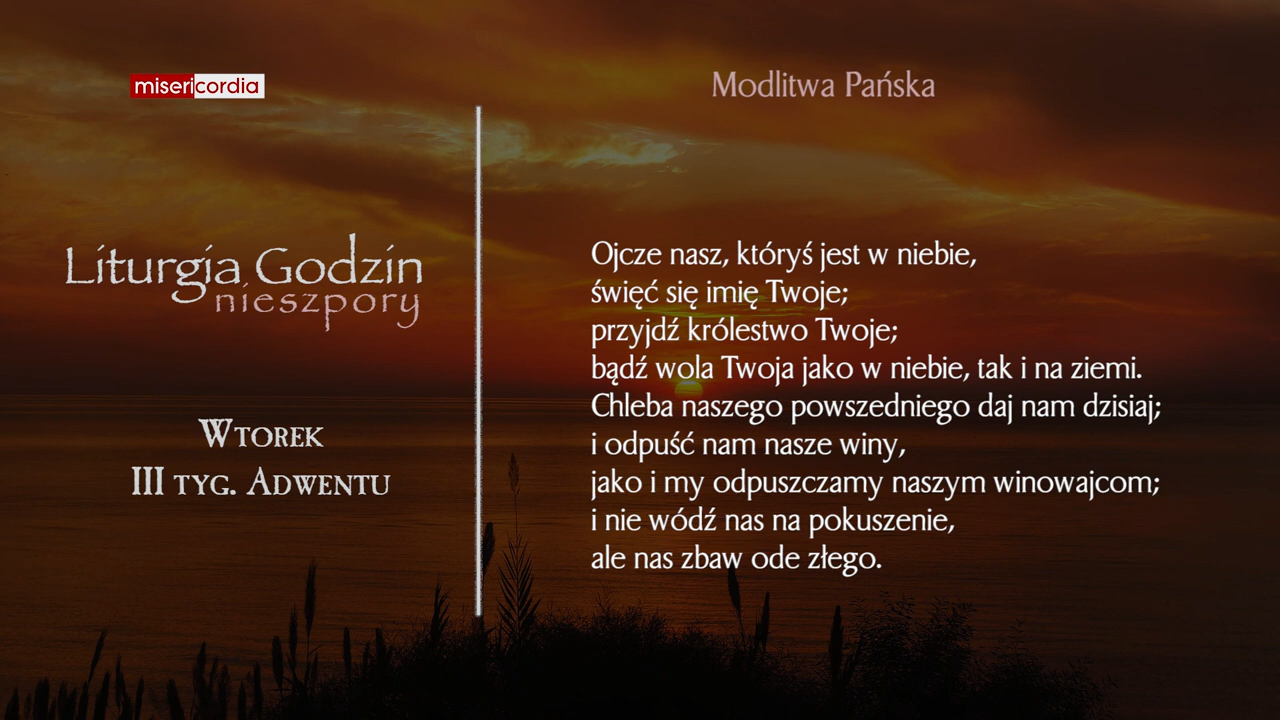 misericordia
Liturgia Godzin
nieszpory
Wtorek
III tyg. Adwentu
Modlitwa Pańska
Ojcze nasz, któryś jest w niebie,
święć się imię Twoje;
przyjdź królestwo Twoje;
bądź wola Twoja jako w niebie, tak i na ziemi.
Chleba naszego powszedniego daj nam dzisiaj;
i odpuść nam nasze winy,
jako i my odpuszczamy naszym winowajcom;
i nie wódź nas na pokuszenie,
ale nas zbaw ode złego.